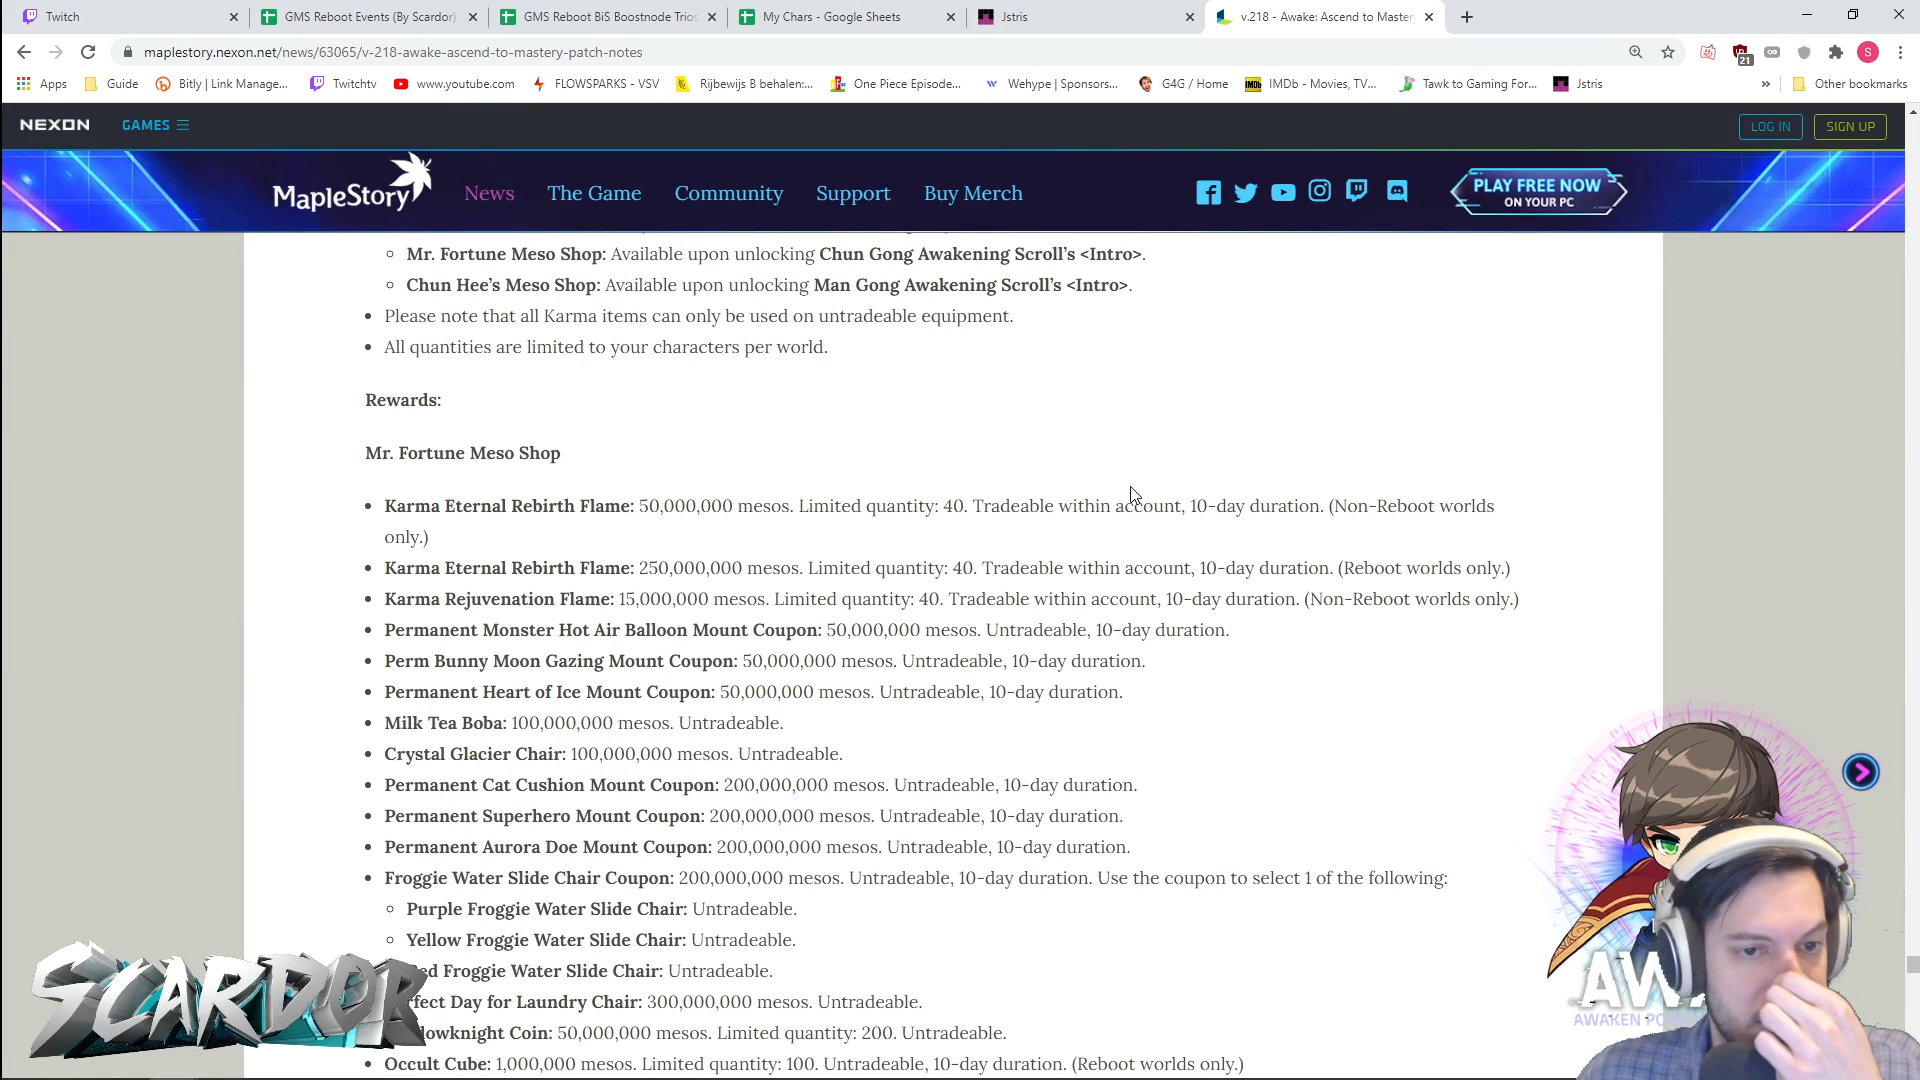 Twitch
GMS Reboot Events (By Scardor)
GMS Reboot BiS Boostnode Trios
My Chars - Google Sheets
Jstris
v.218 - Awake: Ascend to Master
maplestory.nexon.net/news/63065/v-218-awake-ascend-to-mastery-patch-notes
21
S
Apps
Guide
Bitly | Link Manage...
Twitchtv
www.youtube.com
FLOWSPARKS - VSV
Rijbewijs B behalen:...
One Piece Episode...
Wehype | Sponsors...
G4G / Home
IMDb - Movies, TV...
Tawk to Gaming For...
Jstris
Other bookmarks
NEXON
GAMES
LOG IN
SIGN UP
MapleStory
News
The Game
Community
Support
Buy Merch
PLAY FREE NOW
ON YOUR PC
Mr. Fortune Meso Shop: Available upon unlocking Chun Gong Awakening Scroll's <Intro>.
Chun Hee's Meso Shop: Available upon unlocking Man Gong Awakening Scroll's <Intro>.
Please note that all Karma items can only be used on untradeable equipment.
All quantities are limited to your characters per world.
Rewards:
Mr. Fortune Meso Shop
Karma Eternal Rebirth Flame: 50,000,000 mesos. Limited quantity: 40. Tradeable within account, 10-day duration. (Non-Reboot worlds
only.)
Karma Eternal Rebirth Flame: 250,000,000 mesos. Limited quantity: 40. Tradeable within account, 10-day duration. (Reboot worlds only.)
Karma Rejuvenation Flame: 15,000,000 mesos. Limited quantity: 40. Tradeable within account, 10-day duration. (Non-Reboot worlds only.)
Permanent Monster Hot Air Balloon Mount Coupon: 50,000,000 mesos. Untradeable, 10-day duration.
Perm Bunny Moon Gazing Mount Coupon: 50,000,000 mesos. Untradeable, 10-day duration.
Permanent Heart of Ice Mount Coupon: 50,000,000 mesos. Untradeable, 10-day duration.
Milk Tea Boba: 100,000,000 mesos. Untradeable.
Crystal Glacier Chair: 100,000,000 mesos. Untradeable.
Permanent Cat Cushion Mount Coupon: 200,000,000 mesos. Untradeable, 10-day duration.
Permanent Superhero Mount Coupon: 200,000,000 mesos. Untradeable, 10-day duration.
Permanent Aurora Doe Mount Coupon: 200,000,000 mesos. Untradeable, 10-day duration.
Froggie Water Slide Chair Coupon: 200,000,000 mesos. Untradeable, 10-day duration. Use the coupon to select 1 of the following:
Purple Froggie Water Slide Chair: Untradeable.
Yellow Froggie Water Slide Chair: Untradeable.
ed Froggie Water Slide Chair: Untradeable.
fect Day for Laundry Chair: 300,000,000 mesos. Untradeable.
lowknight Coin: 50,000,000 mesos. Limited quantity: 200. Untradeable.
Occult Cube: 1,000,000 mesos. Limited quantity: 100. Untradeable, 10-day duration. (Reboot worlds only.)
SCARDOR
AW
AWAKEN PO